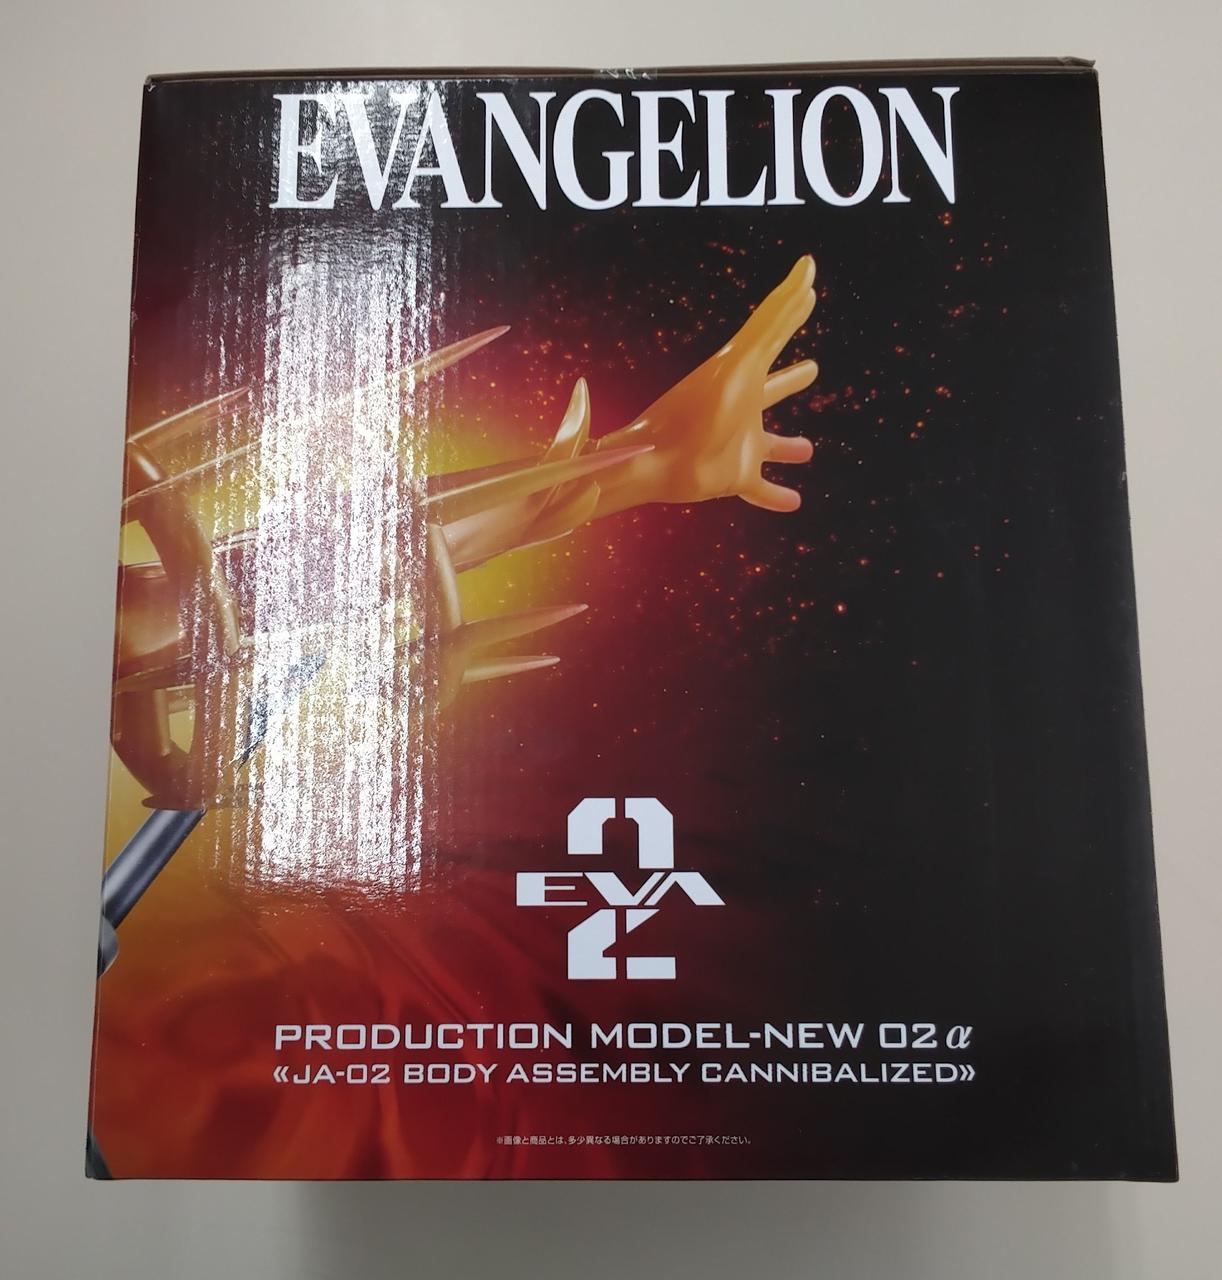 EVANGELION
2
EVA
PRODUCTION MODEL-NEW 02 α
《JA-02 BODY ASSEMBLY CANNIBALIZED》
※画像と商品とは、多少異なる場合がありますのでご了承ください。